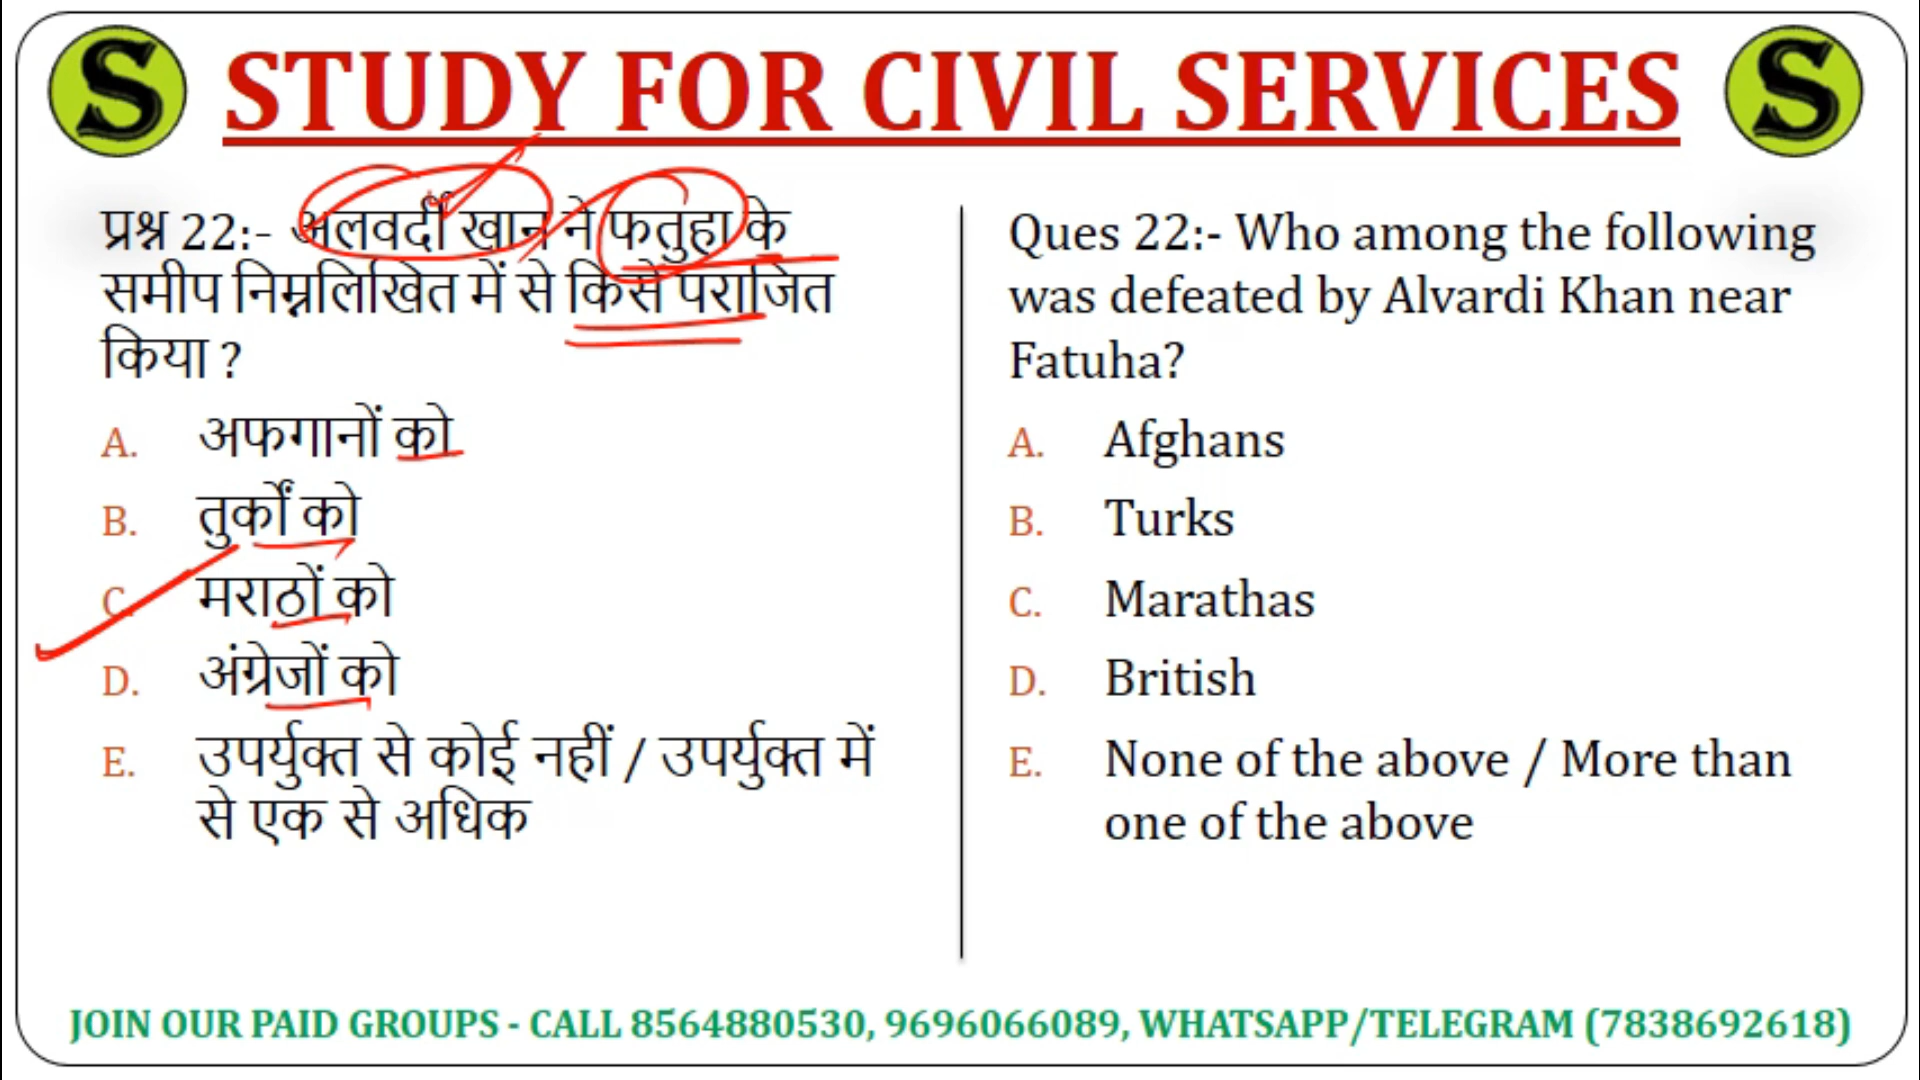 S STUDY FOR CIVIL SERVICES S
प्रश्न 22:- अलवर्दी खान ने फतुहा के
समीप निम्नलिखित में से किसे पराजित
किया ?
A. अफगानों को
B. तुर्कों को
C. मराठों को
D. अंग्रेजों को
E. उपर्युक्त से कोई नहीं / उपर्युक्त में
से एक से अधिक
Ques 22:- Who among the following
was defeated by Alvardi Khan near
Fatuha?
A. Afghans
B. Turks
C. Marathas
D. British
E. None of the above / More than
one of the above
JOIN OUR PAID GROUPS - CALL 8564880530, 9696066089, WHATSAPP/TELEGRAM (7838692618)